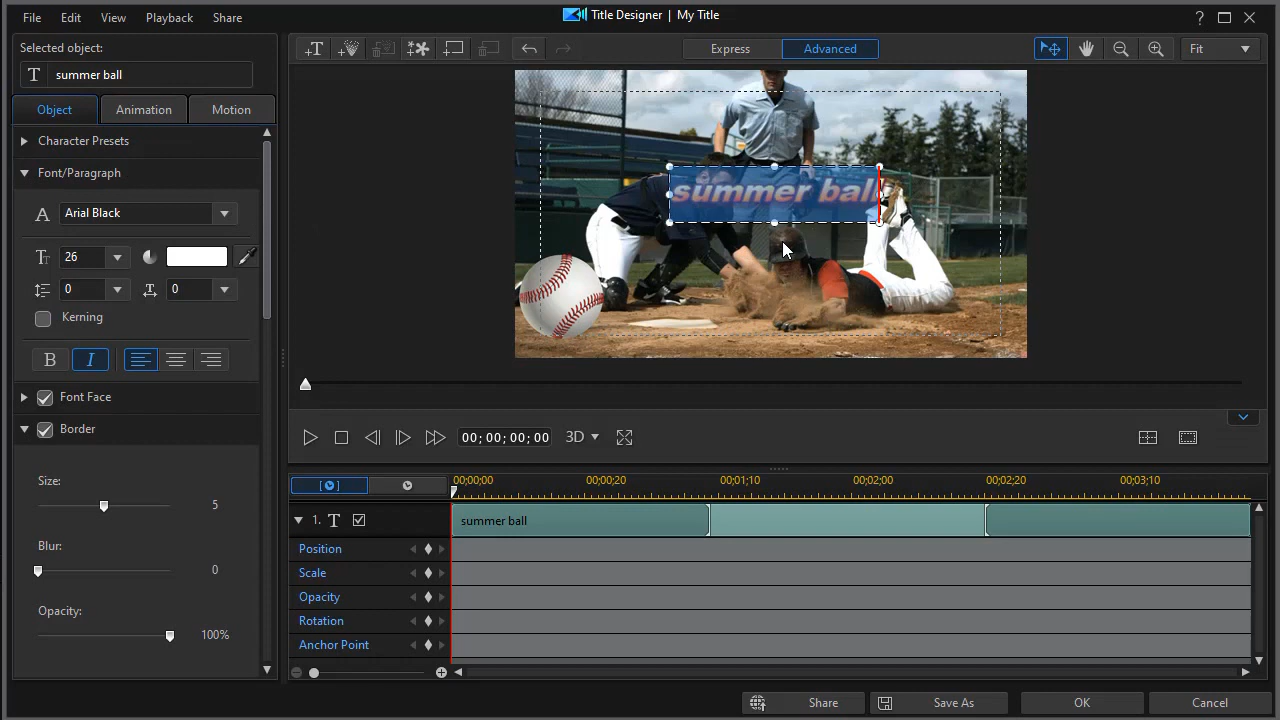 File Edit View Playback Share
Title Designer | My Title
?
Selected object:
T summer ball
Object Animation Motion
Character Presets
Font/Paragraph
Arial Black
26
0 0
Kerning
B I
Font Face
Border
Size:
5
Blur:
0
Opacity:
100%
Express Advanced
Fit
summer ball
00;00;00;00 3D
00;00;00 00;00;20 00;01;10 00;02;00 00;02;20 00;03;10
1. T summer ball
Position
Scale
Opacity
Rotation
Anchor Point
Share Save As OK Cancel